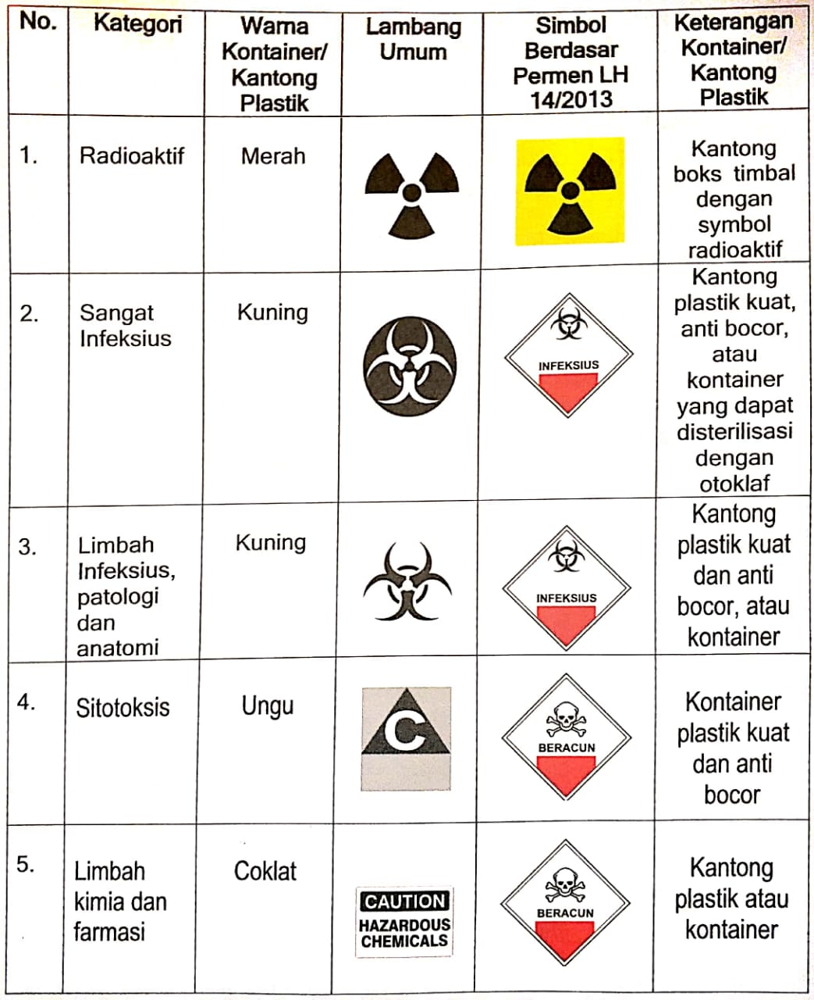 No.
Kategori
Warna
Kontainer/
Kantong
Plastik
Lambang
Umum
Simbol
Berdasar
Permen LH
14/2013
Keterangan
Kontainer/
Kantong
Plastik
1.
Radioaktif
Merah
Kantong
boks timbal
dengan
symbol
radioaktif
2.
Sangat
Infeksius
Kuning
INFEKSIUS
Kantong
plastik kuat,
anti bocor,
atau
kontainer
yang dapat
disterilisasi
dengan
otoklaf
3.
Limbah
Infeksius,
patologi
dan
anatomi
Kuning
INFEKSIUS
Kantong
plastik kuat
dan anti
bocor, atau
kontainer
4.
Sitotoksis
Ungu
C
BERACUN
Kontainer
plastik kuat
dan anti
bocor
5.
Limbah
kimia dan
farmasi
Coklat
CAUTION
HAZARDOUS
CHEMICALS
BERACUN
Kantong
plastik atau
kontainer